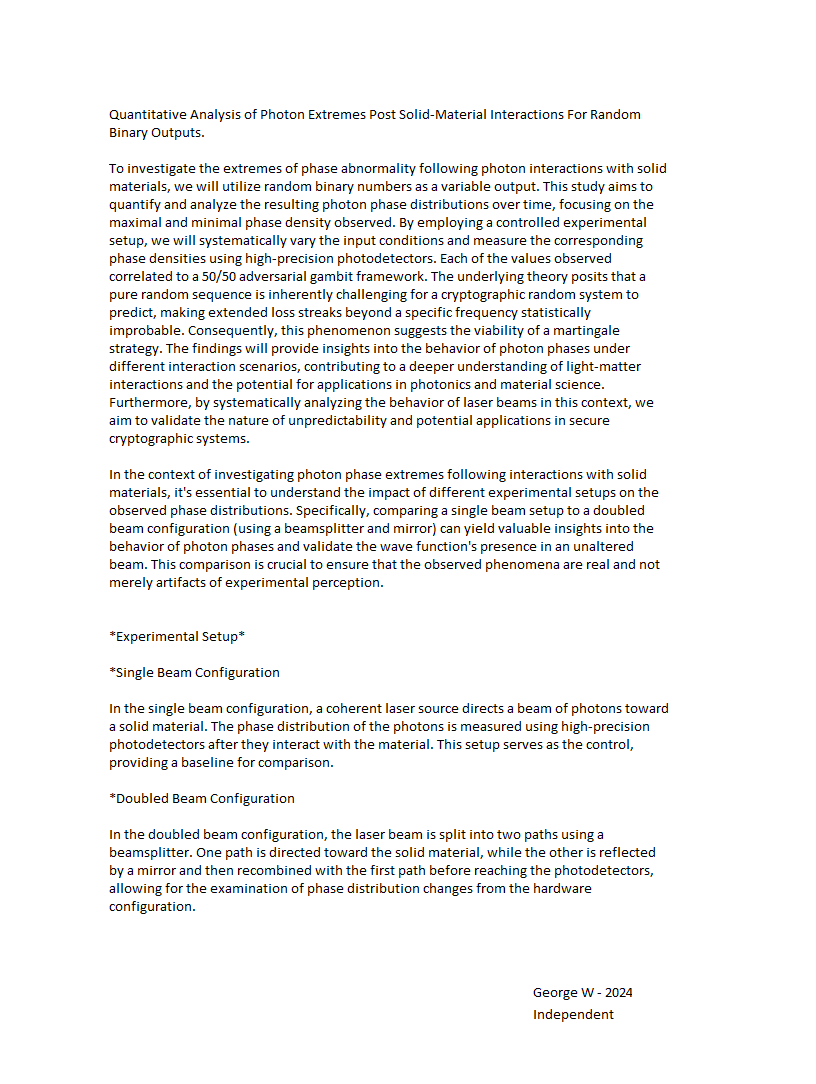 Quantitative Analysis of Photon Extremes Post Solid-Material Interactions For Random
Binary Outputs.
To investigate the extremes of phase abnormality following photon interactions with solid
materials, we will utilize random binary numbers as a variable output. This study aims to
quantify and analyze the resulting photon phase distributions over time, focusing on the
maximal and minimal phase density observed. By employing a controlled experimental
setup, we will systematically vary the input conditions and measure the corresponding
phase densities using high-precision photodetectors. Each of the values observed
correlated to a 50/50 adversarial gambit framework. The underlying theory posits that a
pure random sequence is inherently challenging for a cryptographic random system to
predict, making extended loss streaks beyond a specific frequency statistically
improbable. Consequently, this phenomenon suggests the viability of a martingale
strategy. The findings will provide insights into the behavior of photon phases under
different interaction scenarios, contributing to a deeper understanding of light-matter
interactions and the potential for applications in photonics and material science.
Furthermore, by systematically analyzing the behavior of laser beams in this context, we
aim to validate the nature of unpredictability and potential applications in secure
cryptographic systems.
In the context of investigating photon phase extremes following interactions with solid
materials, it's essential to understand the impact of different experimental setups on the
observed phase distributions. Specifically, comparing a single beam setup to a doubled
beam configuration (using a beamsplitter and mirror) can yield valuable insights into the
behavior of photon phases and validate the wave function's presence in an unaltered
beam. This comparison is crucial to ensure that the observed phenomena are real and not
merely artifacts of experimental perception.
*Experimental Setup*
*Single Beam Configuration
In the single beam configuration, a coherent laser source directs a beam of photons toward
a solid material. The phase distribution of the photons is measured using high-precision
photodetectors after they interact with the material. This setup serves as the control,
providing a baseline for comparison.
*Doubled Beam Configuration
In the doubled beam configuration, the laser beam is split into two paths using a
beamsplitter. One path is directed toward the solid material, while the other is reflected
by a mirror and then recombined with the first path before reaching the photodetectors,
allowing for the examination of phase distribution changes from the hardware
configuration.
George W - 2024
Independent